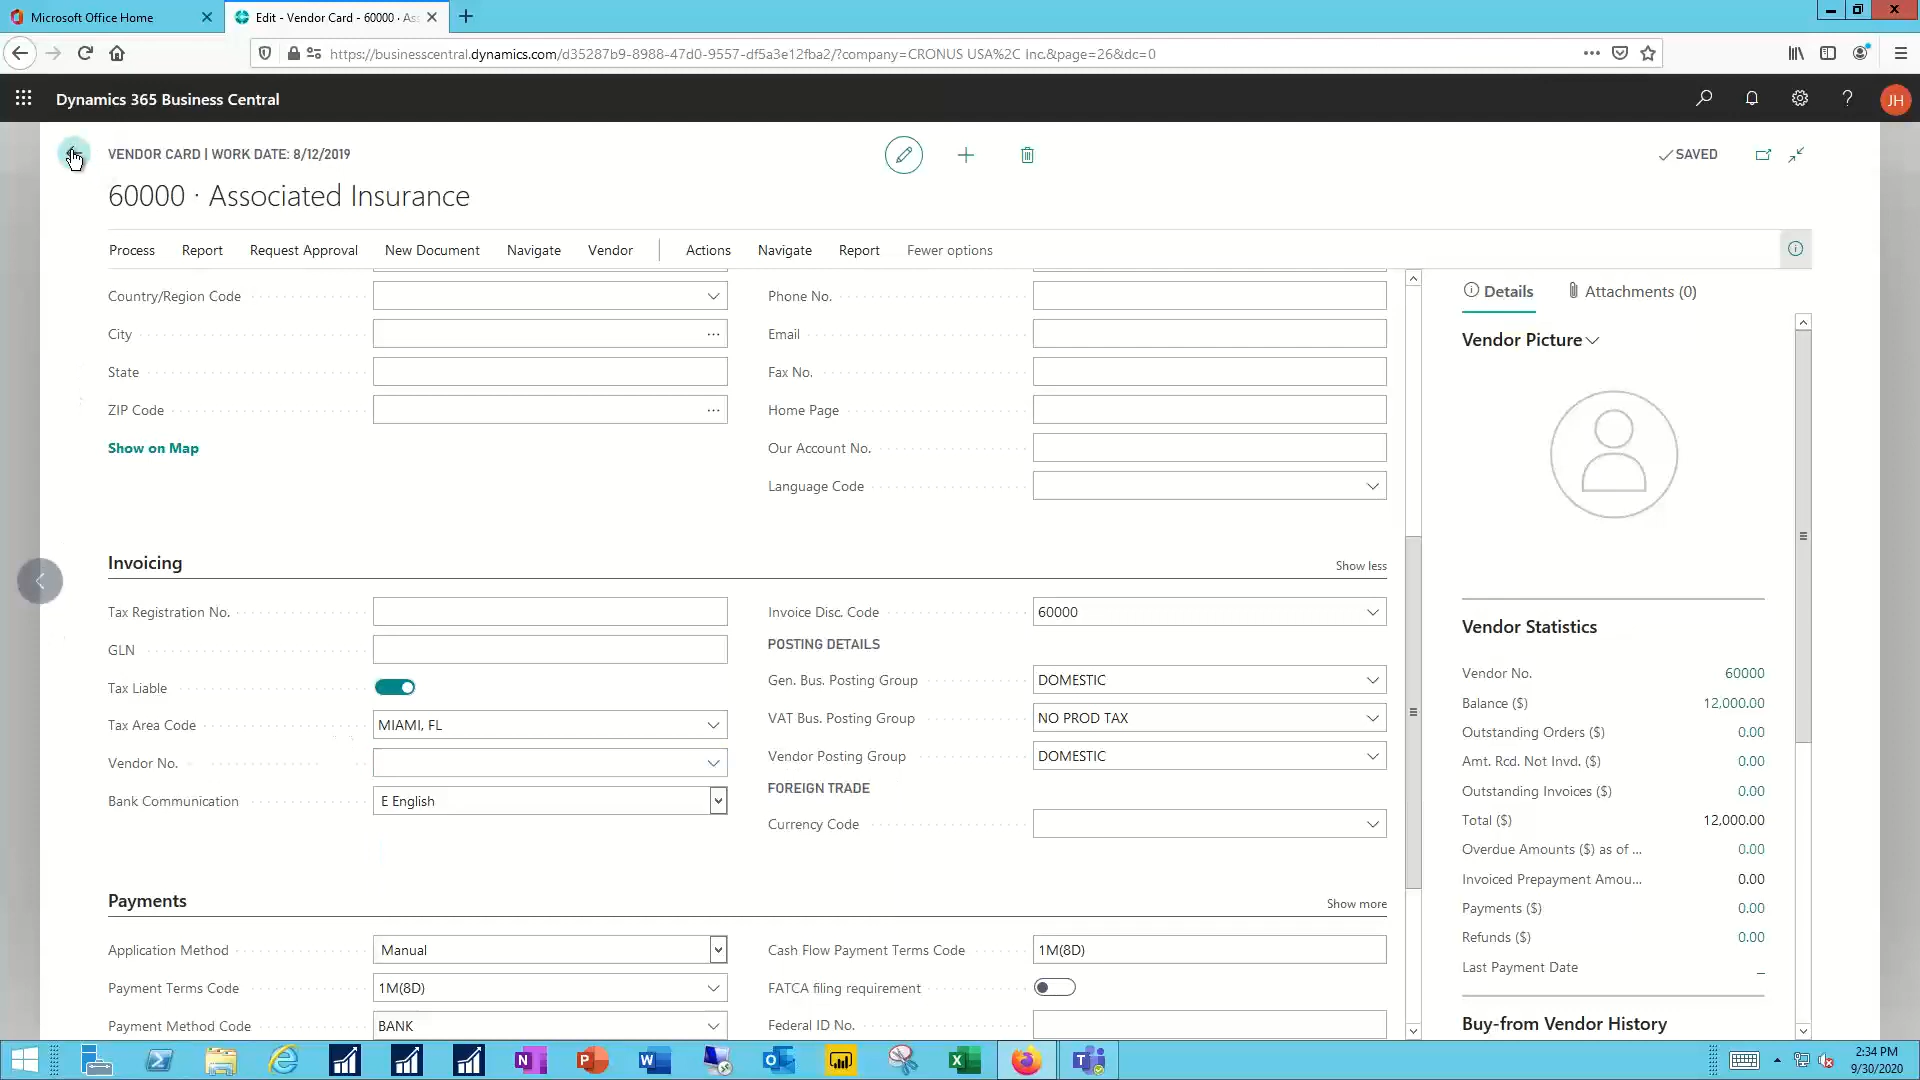 Microsoft Office Home
Edit - Vendor Card - 60000 · As
https://businesscentral.dynamics.com/d35287b9-8988-47d0-9557-df5a3e12fba2/?company=CRONUS USA%2C Inc.&page=26&dc=0
Dynamics 365 Business Central
JH
VENDOR CARD | WORK DATE: 8/12/2019
SAVED
60000 · Associated Insurance
Process Report Request Approval New Document Navigate Vendor Actions Navigate Report Fewer options
Country/Region Code
City
State
ZIP Code
Show on Map
Phone No.
Email
Fax No.
Home Page
Our Account No.
Language Code
Invoicing
Show less
Tax Registration No.
GLN
Tax Liable
Tax Area Code MIAMI, FL
Vendor No.
Bank Communication E English
Invoice Disc. Code 60000
POSTING DETAILS
Gen. Bus. Posting Group DOMESTIC
VAT Bus. Posting Group NO PROD TAX
Vendor Posting Group DOMESTIC
FOREIGN TRADE
Currency Code
Payments
Show more
Application Method Manual
Payment Terms Code 1M(8D)
Payment Method Code BANK
Cash Flow Payment Terms Code 1M(8D)
FATCA filing requirement
Federal ID No.
Details Attachments (0)
Vendor Picture
Vendor Statistics
Vendor No. 60000
Balance ($) 12,000.00
Outstanding Orders ($) 0.00
Amt. Rcd. Not Invd. ($) 0.00
Outstanding Invoices ($) 0.00
Total ($) 12,000.00
Overdue Amounts ($) as of ... 0.00
Invoiced Prepayment Amou... 0.00
Payments ($) 0.00
Refunds ($) 0.00
Last Payment Date –
Buy-from Vendor History
2:34 PM
9/30/2020